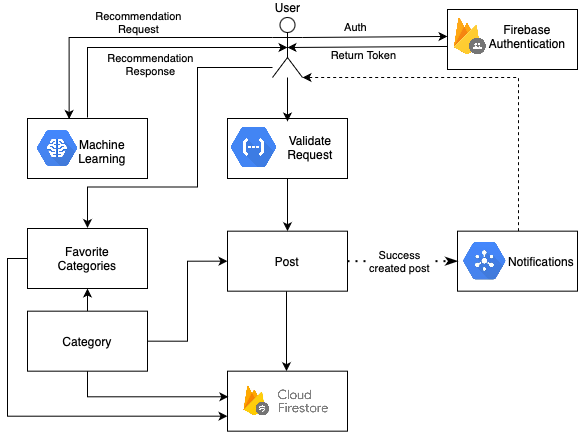 User
Recommendation
Request
Auth
Firebase
Authentication
Recommendation
Response
Return Token
Machine
Learning
Validate
Request
Favorite
Categories
Post
Success
created post
Notifications
Category
Cloud
Firestore